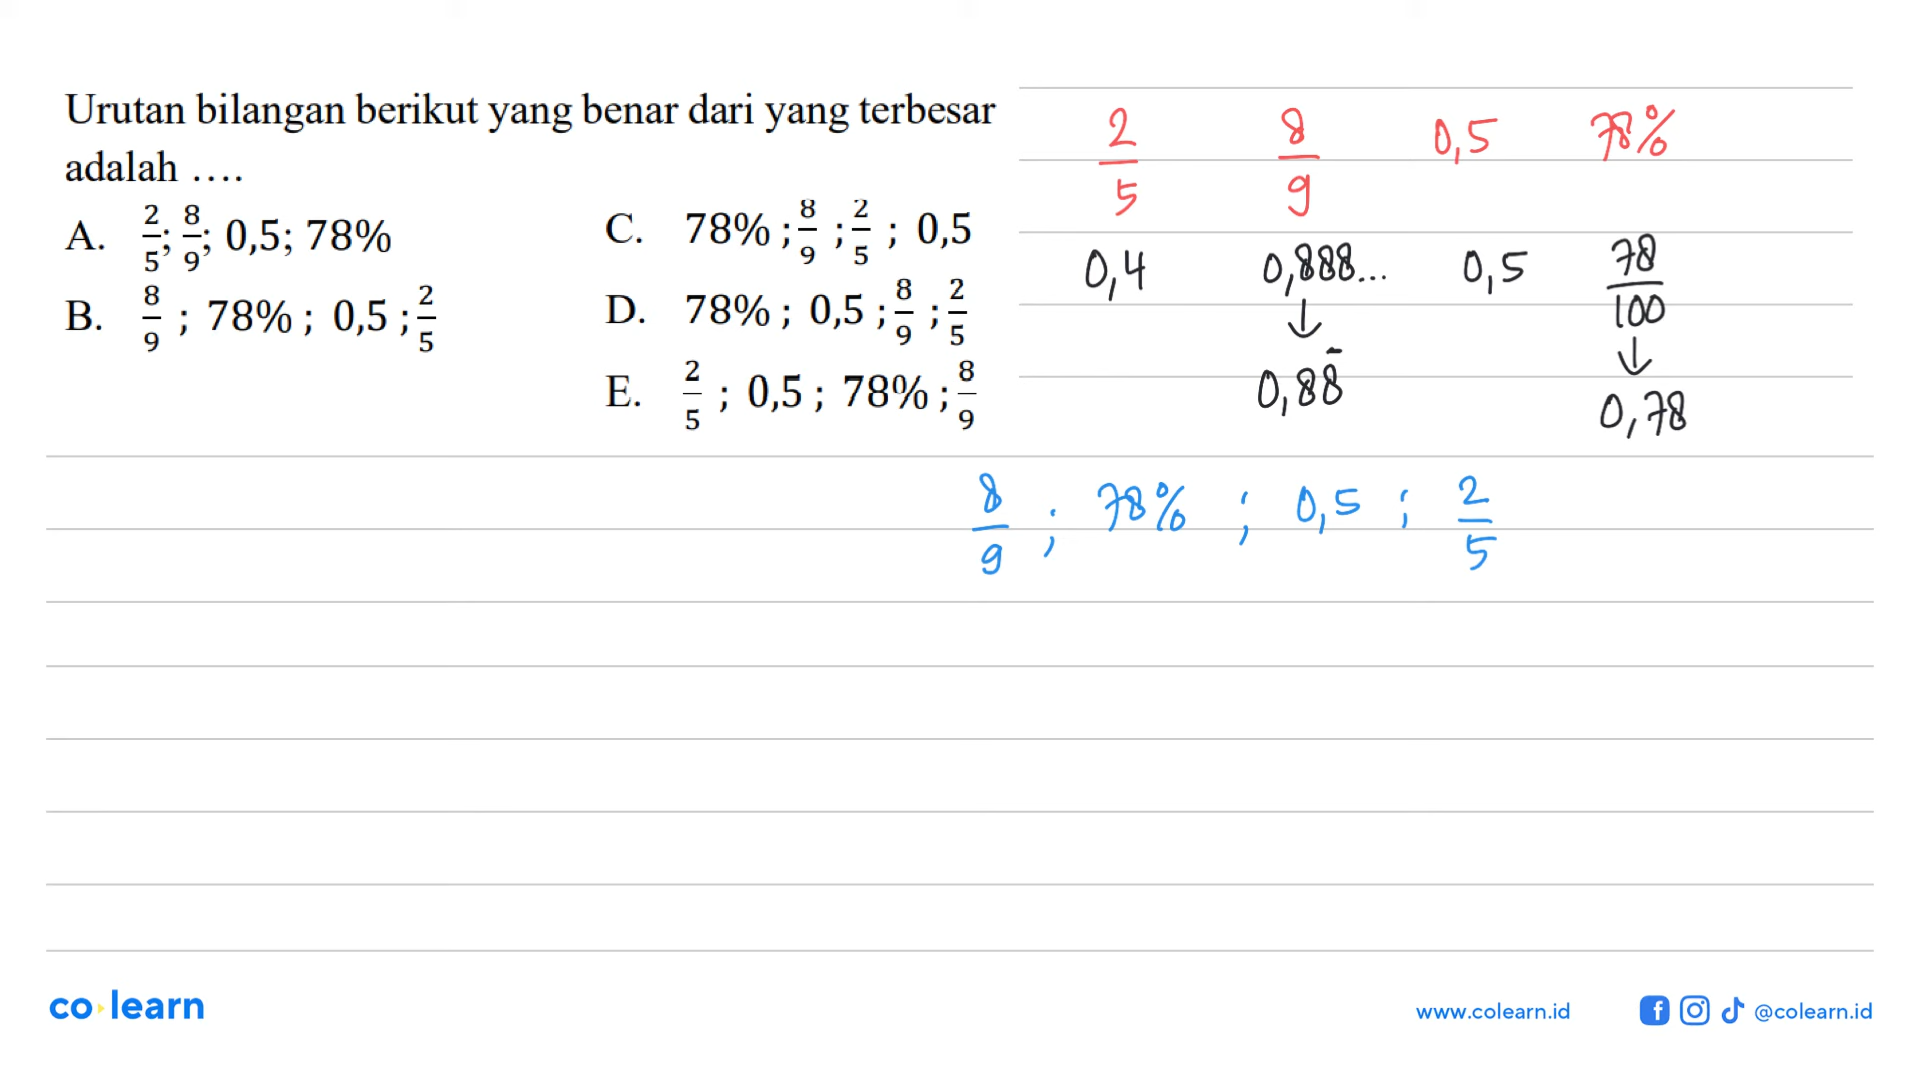 Urutan bilangan berikut yang benar dari yang terbesar
adalah ....
A. 2/5; 8/9; 0,5; 78%
B. 8/9 ; 78% ; 0,5 ; 2/5
C. 78% ; 8/9 ; 2/5 ; 0,5
D. 78% ; 0,5 ; 8/9 ; 2/5
E. 2/5 ; 0,5 ; 78% ; 8/9
2/5 8/9 0,5 78%
0,4 0,888... 0,5 78/100
↓ ↓
0,88̄ 0,78
8/9 ; 78% ; 0,5 ; 2/5
co learn
www.colearn.id @colearn.id